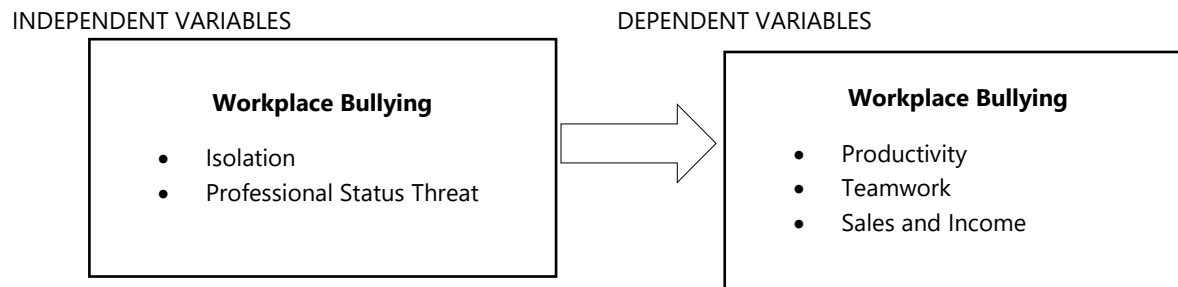 INDEPENDENT VARIABLES
DEPENDENT VARIABLES
Workplace Bullying
• Isolation
• Professional Status Threat
Workplace Bullying
• Productivity
• Teamwork
• Sales and Income